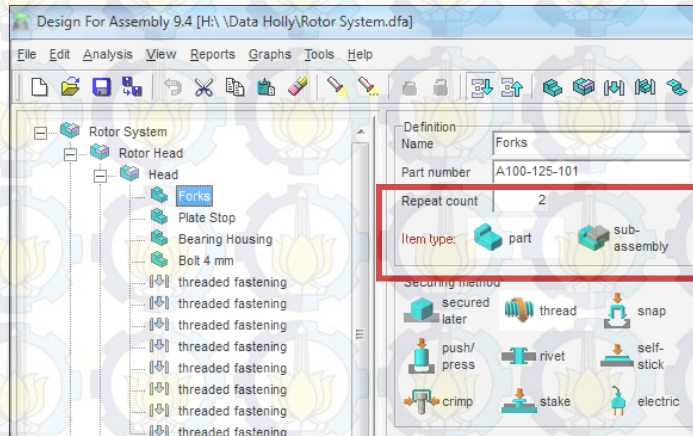 Design For Assembly 9.4 [H:\ \Data Holly\Rotor System.dfa]
File Edit Analysis View Reports Graphs Tools Help
Rotor System
Rotor Head
Head
Forks
Plate Stop
Bearing Housing
Bolt 4 mm
threaded fastening
threaded fastening
threaded fastening
threaded fastening
threaded fastening
threaded fastening
threaded fastening
threaded fastening
Definition
Name Forks
Part number A100-125-101
Repeat count 2
Item type: part sub-
assembly
Securing method
secured
later
thread
snap
push/
press
rivet
self-
stick
crimp
stake
electric